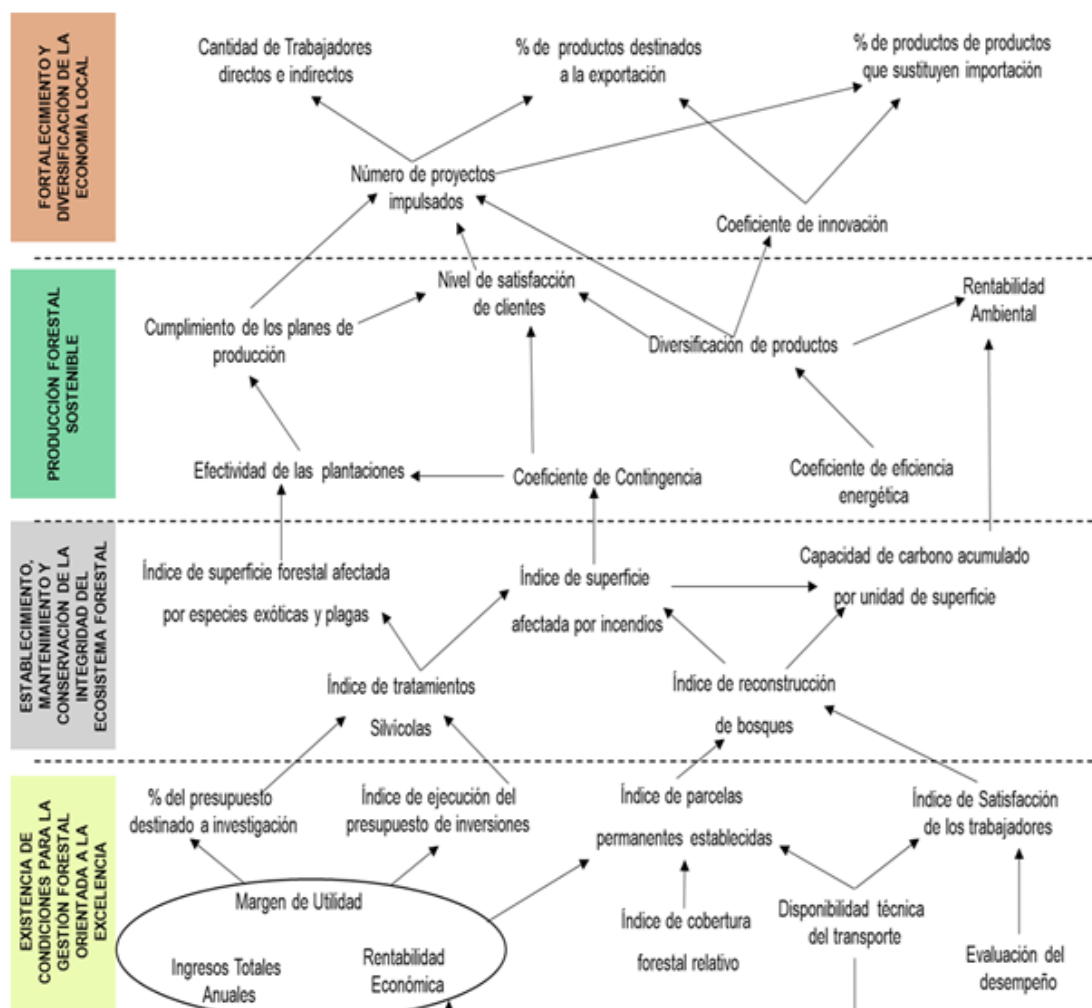 FORTALECIMIENTO Y
DIVERSIFICACIÓN DE LA
ECONOMÍA LOCAL
Cantidad de Trabajadores
directos e indirectos
% de productos destinados
a la exportación
% de productos de productos
que sustituyen importación
Número de proyectos
impulsados
Coeficiente de innovación
PRODUCCIÓN FORESTAL
SOSTENIBLE
Nivel de satisfacción
de clientes
Rentabilidad
Ambiental
Cumplimiento de los planes de
producción
Diversificación de productos
Efectividad de las plantaciones
Coeficiente de Contingencia
Coeficiente de eficiencia
energética
ESTABLECIMIENTO,
MANTENIMIENTO Y
CONSERVACIÓN DE LA
INTEGRIDAD DEL
ECOSISTEMA FORESTAL
Índice de superficie forestal afectada
por especies exóticas y plagas
Índice de superficie
afectada por incendios
Capacidad de carbono acumulado
por unidad de superficie
Índice de tratamientos
Silvícolas
Índice de reconstrucción
de bosques
EXISTENCIA DE
CONDICIONES PARA LA
GESTIÓN FORESTAL
ORIENTADA A LA
EXCELENCIA
% del presupuesto
destinado a investigación
Índice de ejecución del
presupuesto de inversiones
Índice de parcelas
permanentes establecidas
Índice de Satisfacción
de los trabajadores
Margen de Utilidad
Ingresos Totales
Anuales
Rentabilidad
Económica
Índice de cobertura
forestal relativo
Disponibilidad técnica
del transporte
Evaluación del
desempeño